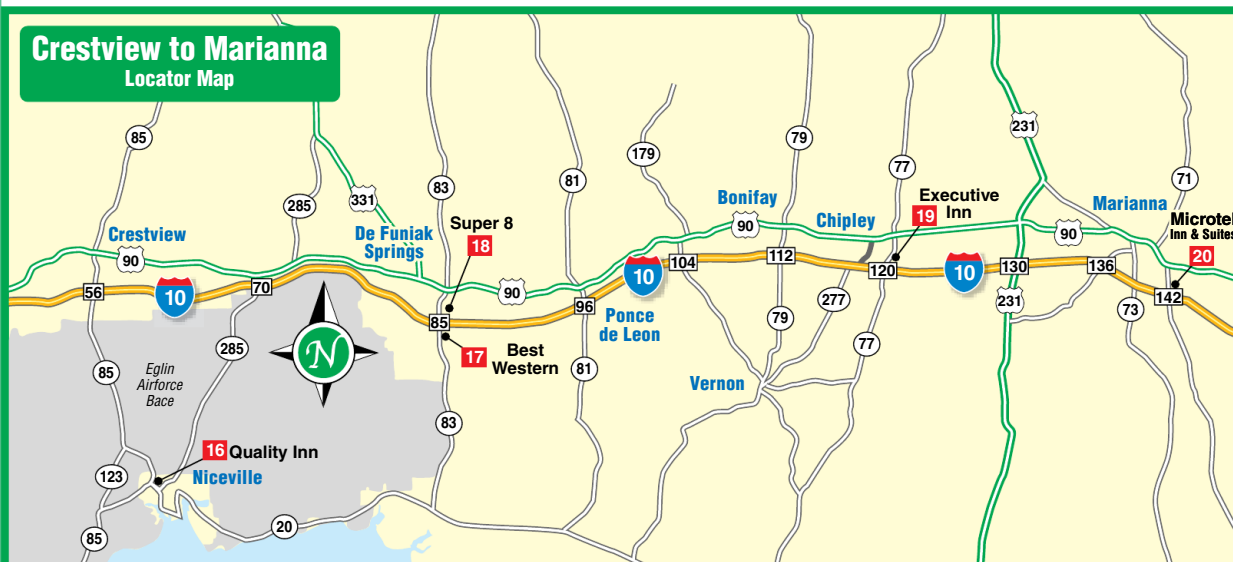 Crestview to Marianna
Locator Map
85
285
331
83
81
179
79
77
231
71
Crestview
90
De Funiak
Springs
Super 8
18
Bonifay
90
Chipley
Executive
Inn
19
90
Marianna
Microtel
Inn & Suites
20
56
10
70
85
90
96
10
104
112
120
10
130
136
142
Ponce
de Leon
17
Best
Western
N
285
85
Eglin
Airforce
Bace
81
79
277
77
231
73
Vernon
83
16
Quality Inn
Niceville
123
20
85